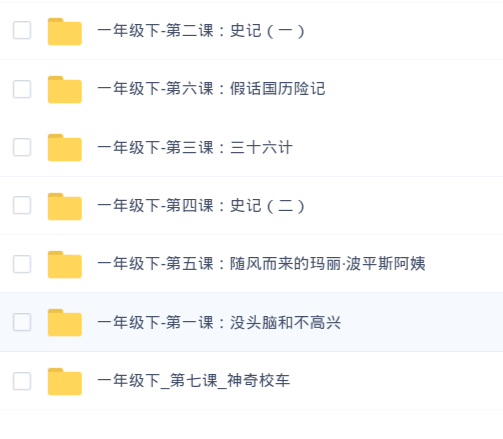 一年级下-第二课：史记（一）
一年级下-第六课：假话国历险记
一年级下-第三课：三十六计
一年级下-第四课：史记（二）
一年级下-第五课：随风而来的玛丽·波平斯阿姨
一年级下-第一课：没头脑和不高兴
一年级下_第七课_神奇校车